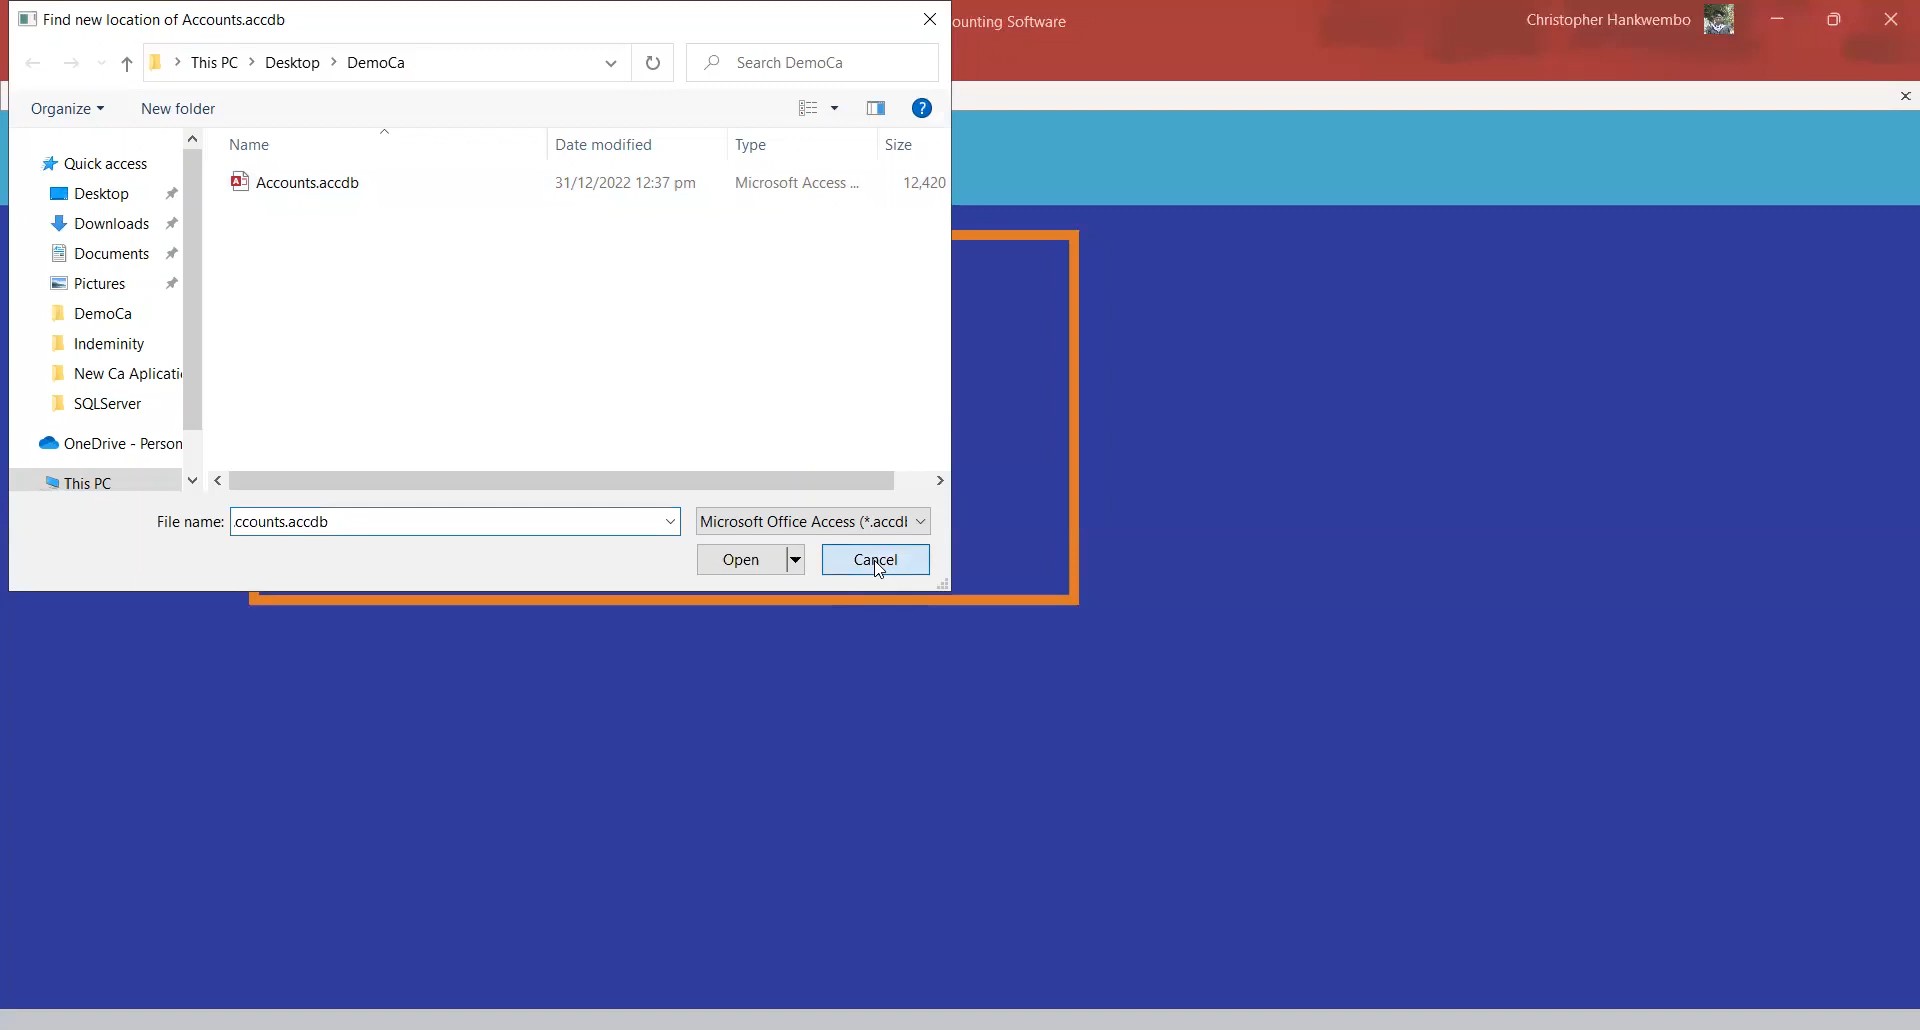 Find new location of Accounts.accdb
ounting Software
Christopher Hankwembo
This PC > Desktop > DemoCa
Search DemoCa
Organize
New folder
Name
Date modified
Type
Size
Accounts.accdb
31/12/2022 12:37 pm
Microsoft Access ...
12,420
Quick access
Desktop
Downloads
Documents
Pictures
DemoCa
Indeminity
New Ca Aplicati
SQLServer
OneDrive - Person
This PC
File name:
ccounts.accdb
Microsoft Office Access (*.accd
Open
Cancel